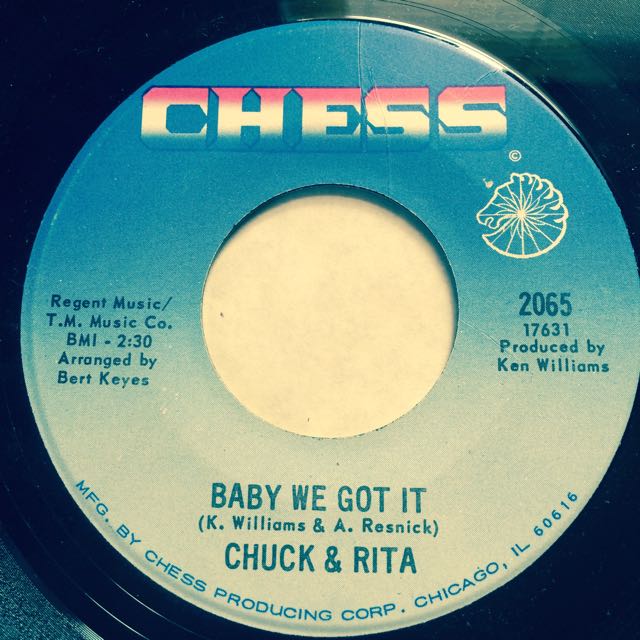 CHESS
©
Regent Music/
T.M. Music Co.
BMI - 2:30
Arranged by
Bert Keyes
2065
17631
Produced by
Ken Williams
BABY WE GOT IT
(K. Williams & A. Resnick)
CHUCK & RITA
MFG. BY CHESS PRODUCING CORP. CHICAGO, IL 60616